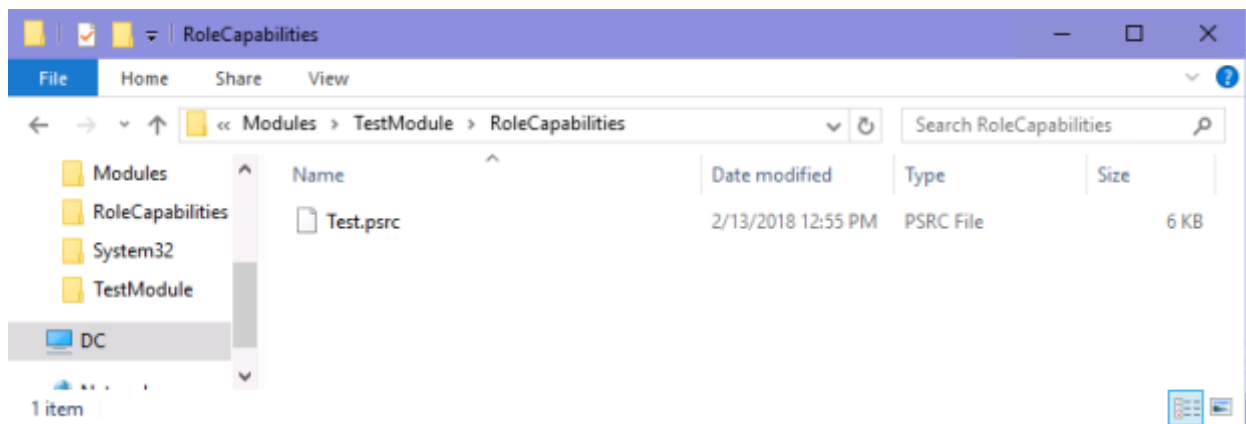 RoleCapabilities
File Home Share View
« Modules > TestModule > RoleCapabilities
Search RoleCapabilities
Modules
RoleCapabilities
System32
TestModule
DC
Name Date modified Type Size
Test.psrc 2/13/2018 12:55 PM PSRC File 6 KB
1 item